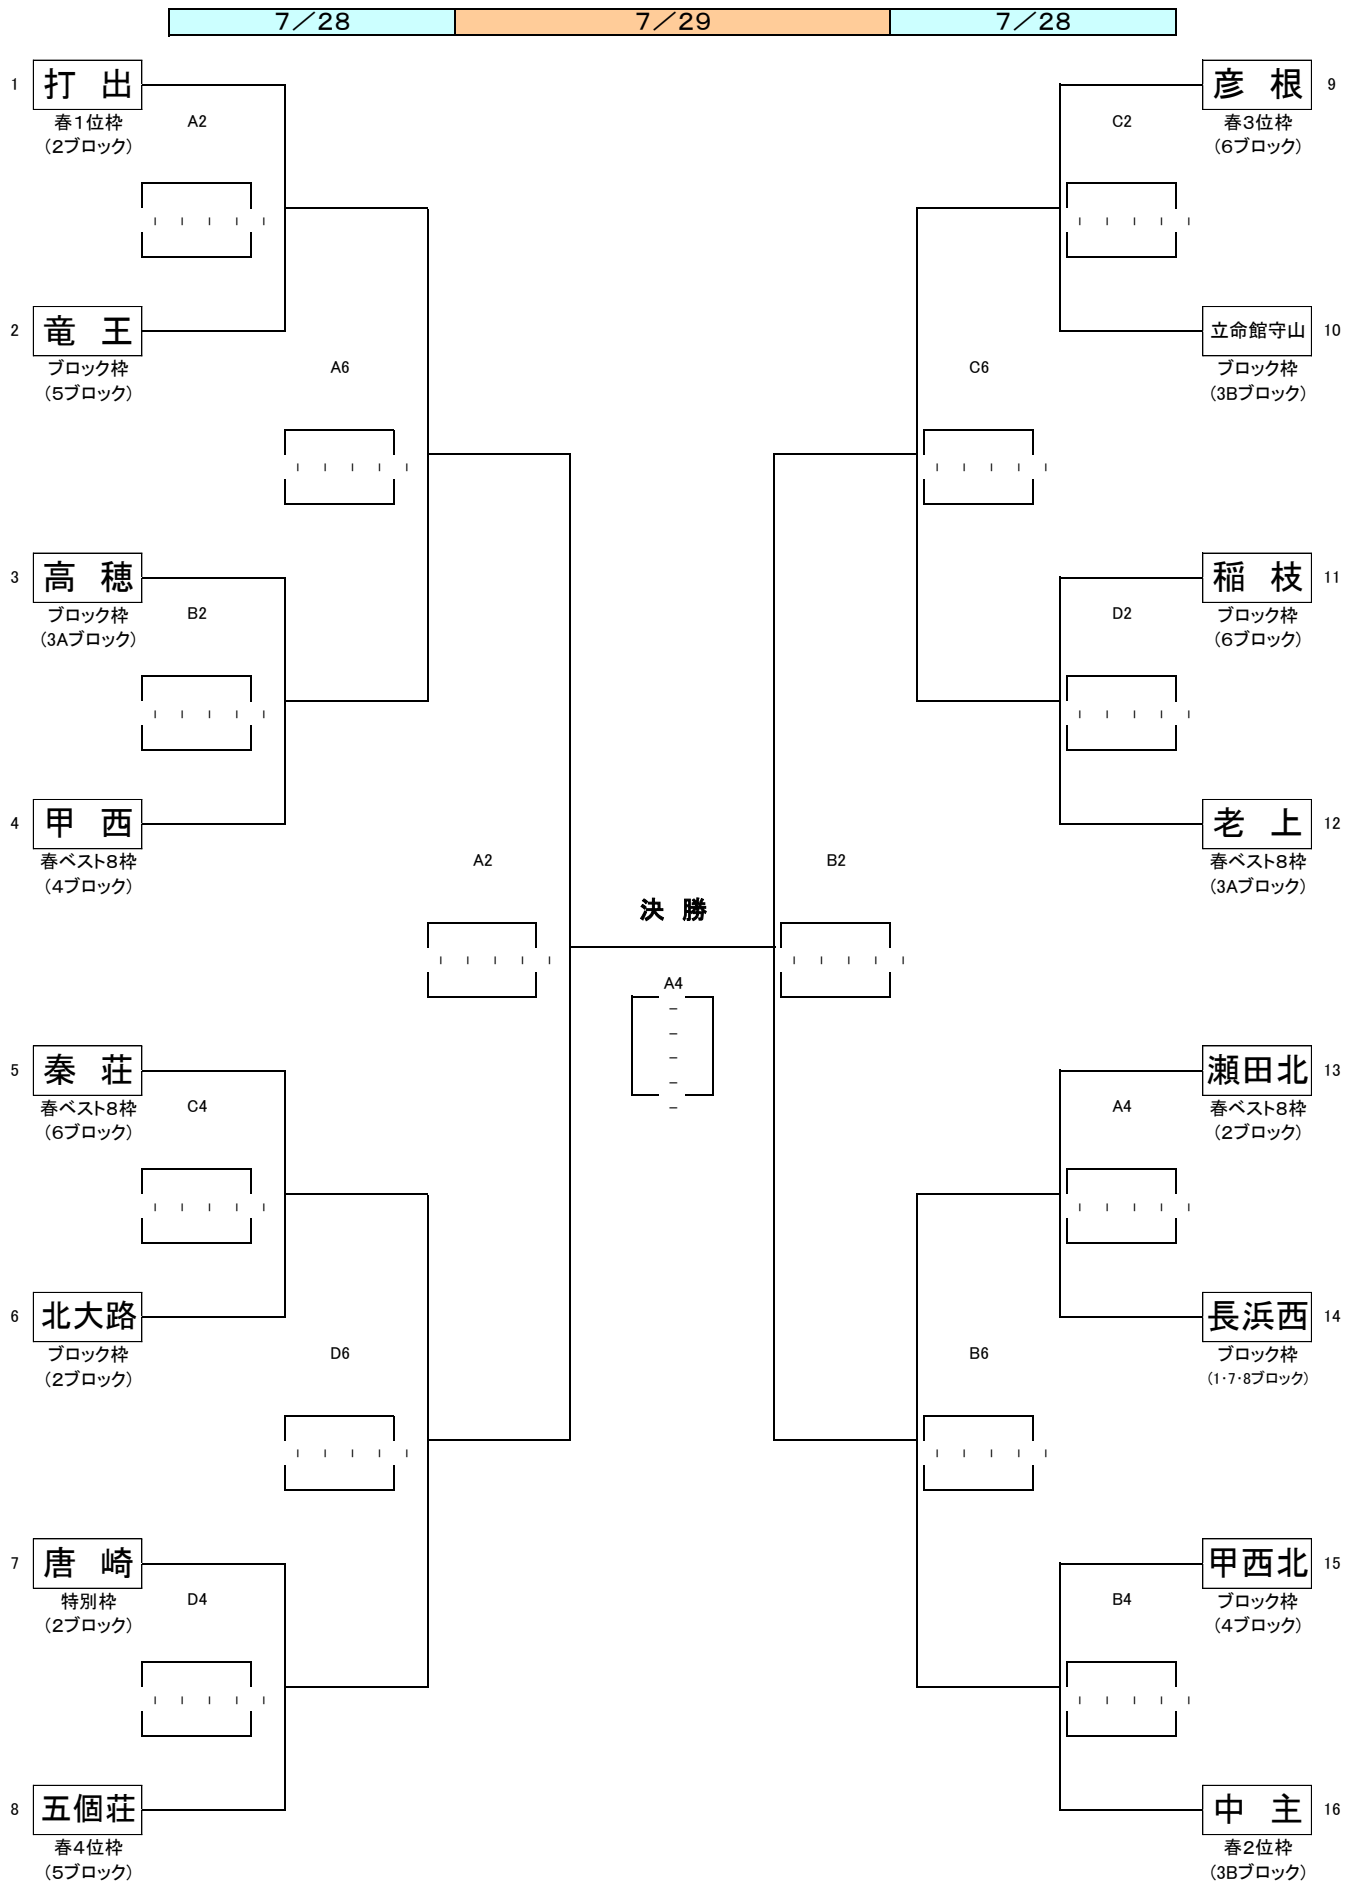 7／28
7／29
7／28
1
打　出
春1位枠
(2ブロック)
A2
2
竜　王
ブロック枠
(5ブロック)
A6
3
高　穂
ブロック枠
(3Aブロック)
B2
4
甲　西
春ベスト8枠
(4ブロック)
A2
5
秦　荘
春ベスト8枠
(6ブロック)
C4
6
北大路
ブロック枠
(2ブロック)
D6
7
唐　崎
特別枠
(2ブロック)
D4
8
五個荘
春4位枠
(5ブロック)
決　勝
A4
9
彦　根
春3位枠
(6ブロック)
C2
10
立命館守山
ブロック枠
(3Bブロック)
C6
11
稲　枝
ブロック枠
(6ブロック)
D2
12
老　上
春ベスト8枠
(3Aブロック)
B2
13
瀬田北
春ベスト8枠
(2ブロック)
A4
14
長浜西
ブロック枠
(1･7･8ブロック)
B6
15
甲西北
ブロック枠
(4ブロック)
B4
16
中　主
春2位枠
(3Bブロック)